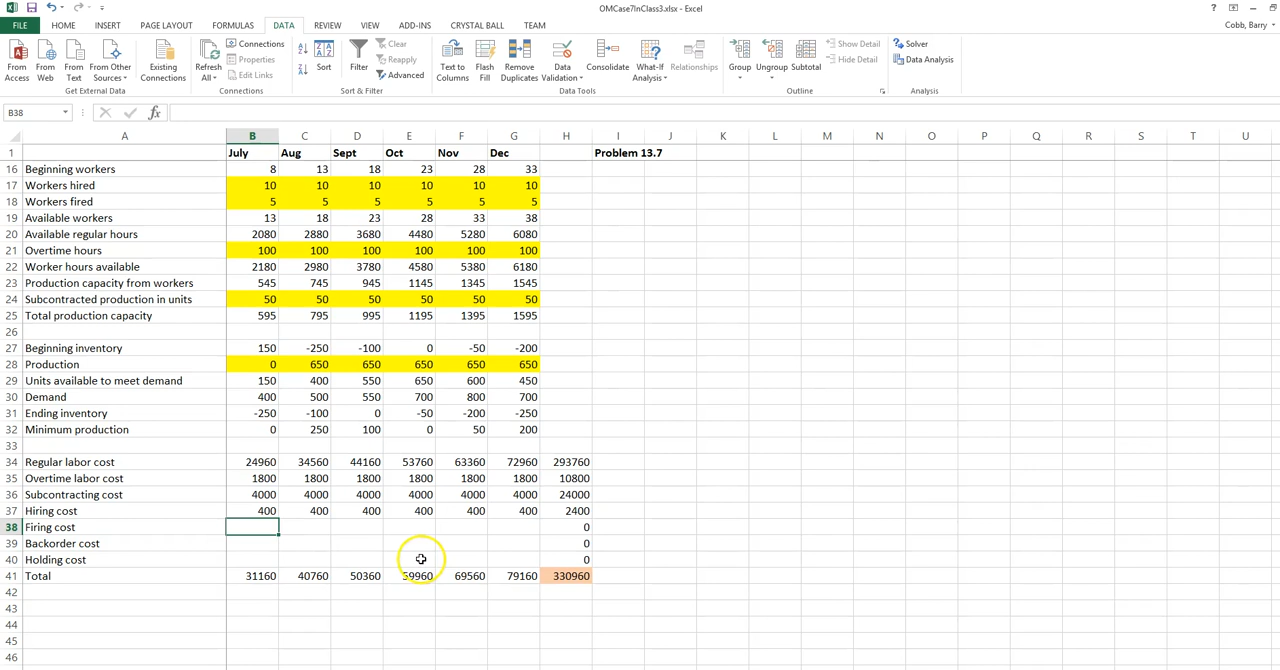 OMCase7InClass3.xlsx - Excel
FILE HOME INSERT PAGE LAYOUT FORMULAS DATA REVIEW VIEW ADD-INS CRYSTAL BALL TEAM Cobb, Barry
From Access From Web From Text From Other Sources Existing Connections Refresh All Connections Properties Edit Links Sort Filter Clear Reapply Advanced Text to Columns Flash Fill Remove Duplicates Data Validation Consolidate What-If Analysis Relationships Group Ungroup Subtotal Show Detail Hide Detail Solver Data Analysis
Get External Data Connections Sort & Filter Data Tools Outline Analysis
B38 fx
A B C D E F G H I J K L M N O P Q R S T U
1 July Aug Sept Oct Nov Dec Problem 13.7
16 Beginning workers 8 13 18 23 28 33
17 Workers hired 10 10 10 10 10 10
18 Workers fired 5 5 5 5 5 5
19 Available workers 13 18 23 28 33 38
20 Available regular hours 2080 2880 3680 4480 5280 6080
21 Overtime hours 100 100 100 100 100 100
22 Worker hours available 2180 2980 3780 4580 5380 6180
23 Production capacity from workers 545 745 945 1145 1345 1545
24 Subcontracted production in units 50 50 50 50 50 50
25 Total production capacity 595 795 995 1195 1395 1595
26
27 Beginning inventory 150 -250 -100 0 -50 -200
28 Production 0 650 650 650 650 650
29 Units available to meet demand 150 400 550 650 600 450
30 Demand 400 500 550 700 800 700
31 Ending inventory -250 -100 0 -50 -200 -250
32 Minimum production 0 250 100 0 50 200
33
34 Regular labor cost 24960 34560 44160 53760 63360 72960 293760
35 Overtime labor cost 1800 1800 1800 1800 1800 1800 10800
36 Subcontracting cost 4000 4000 4000 4000 4000 4000 24000
37 Hiring cost 400 400 400 400 400 400 2400
38 Firing cost 0
39 Backorder cost 0
40 Holding cost 0
41 Total 31160 40760 50360 59960 69560 79160 330960
42
43
44
45
46